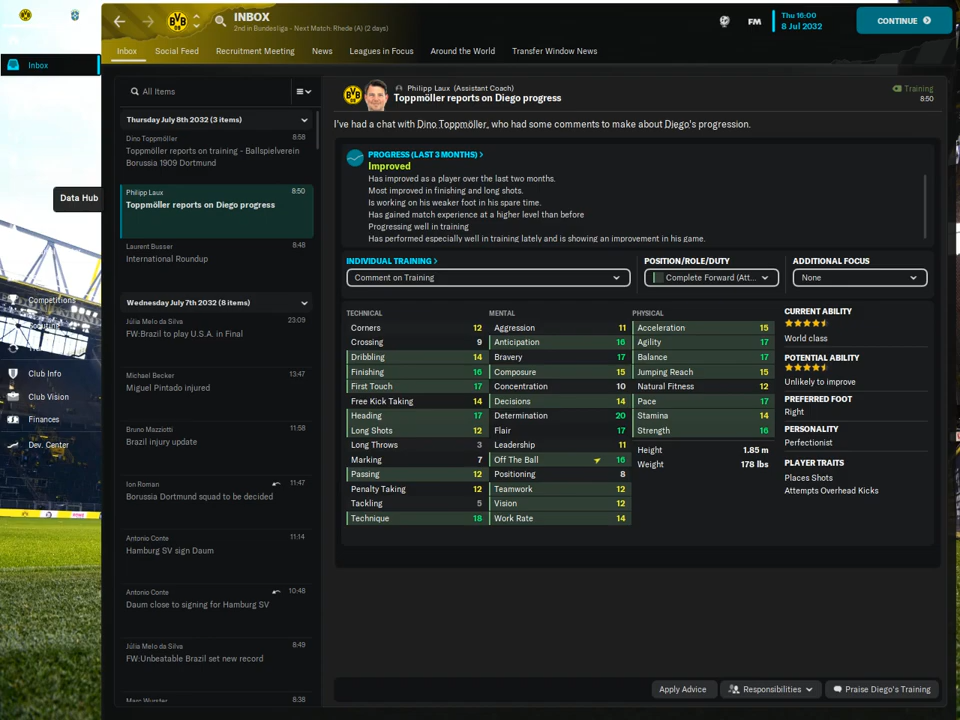 INBOX
2nd in Bundesliga - Next Match: Rhede (A) (2 days)
FM
Thu 16:00
8 Jul 2032
CONTINUE
Inbox
Social Feed
Recruitment Meeting
News
Leagues in Focus
Around the World
Transfer Window News
Inbox
Data Hub
Competitions
Club Info
Club Vision
Finances
Dev. Center
All Items
Thursday July 8th 2032 (3 items)
Dino Toppmöller 8:58
Toppmöller reports on training - Ballspielverein
Borussia 1909 Dortmund
Philipp Laux 8:50
Toppmöller reports on Diego progress
Laurent Busser 8:48
International Roundup
Wednesday July 7th 2032 (8 items)
Júlia Melo da Silva 23:09
FW:Brazil to play U.S.A. in Final
Michael Becker 13:47
Miguel Pintado injured
Bruno Mazziotti 11:58
Brazil injury update
Ion Roman 11:47
Borussia Dortmund squad to be decided
Antonio Conte 11:14
Hamburg SV sign Daum
Antonio Conte 10:48
Daum close to signing for Hamburg SV
Júlia Melo da Silva 8:49
FW:Unbeatable Brazil set new record
Marc Wurster 8:38
Philipp Laux (Assistant Coach)
Toppmöller reports on Diego progress
Training
8:50
I've had a chat with Dino Toppmöller, who had some comments to make about Diego's progression.
PROGRESS (LAST 3 MONTHS)
Improved
Has improved as a player over the last two months.
Most improved in finishing and long shots.
Is working on his weaker foot in his spare time.
Has gained match experience at a higher level than before
Progressing well in training
Has performed especially well in training lately and is showing an improvement in his game.
INDIVIDUAL TRAINING
Comment on Training
POSITION/ROLE/DUTY
Complete Forward (Att...
ADDITIONAL FOCUS
None
TECHNICAL
Corners 12
Crossing 9
Dribbling 14
Finishing 16
First Touch 17
Free Kick Taking 14
Heading 17
Long Shots 12
Long Throws 3
Marking 7
Passing 12
Penalty Taking 12
Tackling 5
Technique 18
MENTAL
Aggression 11
Anticipation 16
Bravery 17
Composure 15
Concentration 10
Decisions 14
Determination 20
Flair 17
Leadership 11
Off The Ball 16
Positioning 8
Teamwork 12
Vision 12
Work Rate 14
PHYSICAL
Acceleration 15
Agility 17
Balance 17
Jumping Reach 15
Natural Fitness 12
Pace 17
Stamina 14
Strength 16
Height 1.85 m
Weight 178 lbs
CURRENT ABILITY
World class
POTENTIAL ABILITY
Unlikely to improve
PREFERRED FOOT
Right
PERSONALITY
Perfectionist
PLAYER TRAITS
Places Shots
Attempts Overhead Kicks
Apply Advice
Responsibilities
Praise Diego's Training